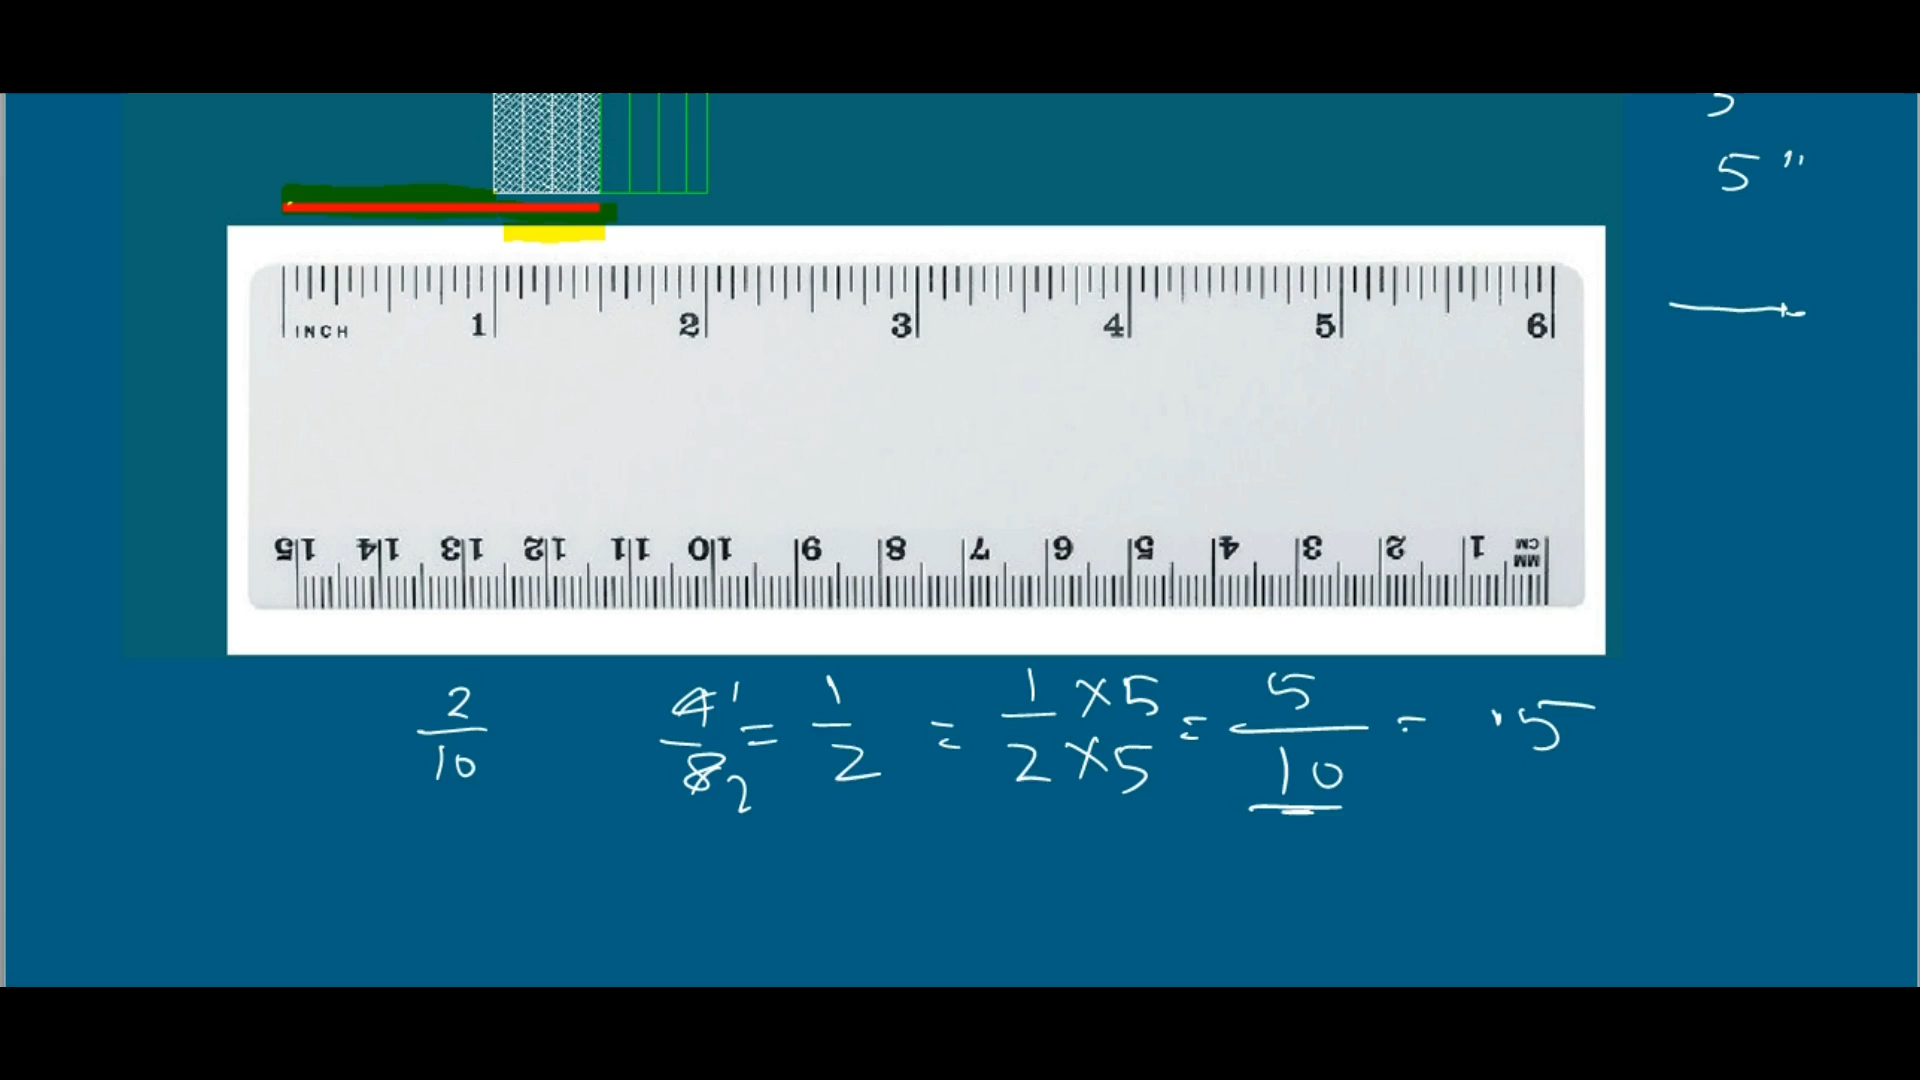 5 "
INCH 1 2 3 4 5 6
15 14 13 12 11 10 9 8 7 6 5 4 3 2 1 CM
MM
2/10 4/8 1 2 = 1/2 = 1×5/2×5 = 5/10 = .5